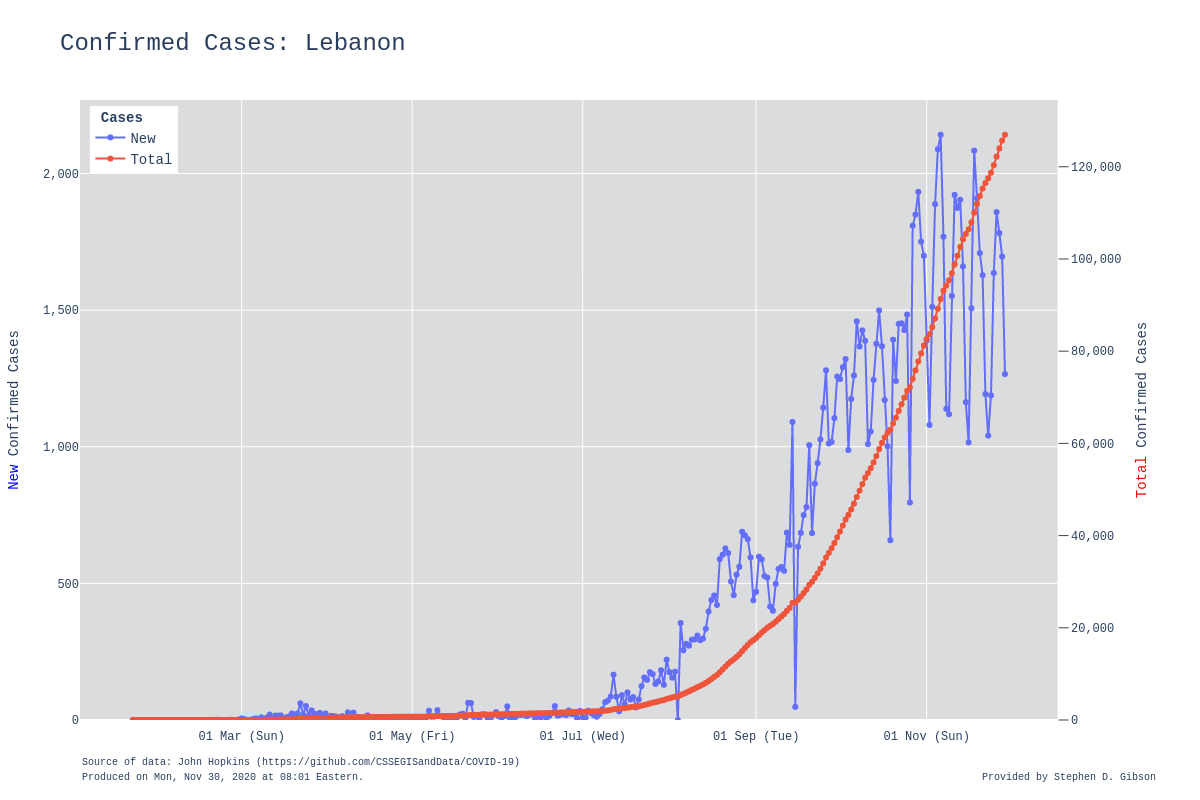 Confirmed Cases: Lebanon
Cases
New
Total
2,000
1,500
1,000
500
0
120,000
100,000
80,000
60,000
40,000
20,000
0
New Confirmed Cases
Total Confirmed Cases
01 Mar (Sun)
01 May (Fri)
01 Jul (Wed)
01 Sep (Tue)
01 Nov (Sun)
Source of data: John Hopkins (https://github.com/CSSEGISandData/COVID-19)
Produced on Mon, Nov 30, 2020 at 08:01 Eastern.
Provided by Stephen D. Gibson